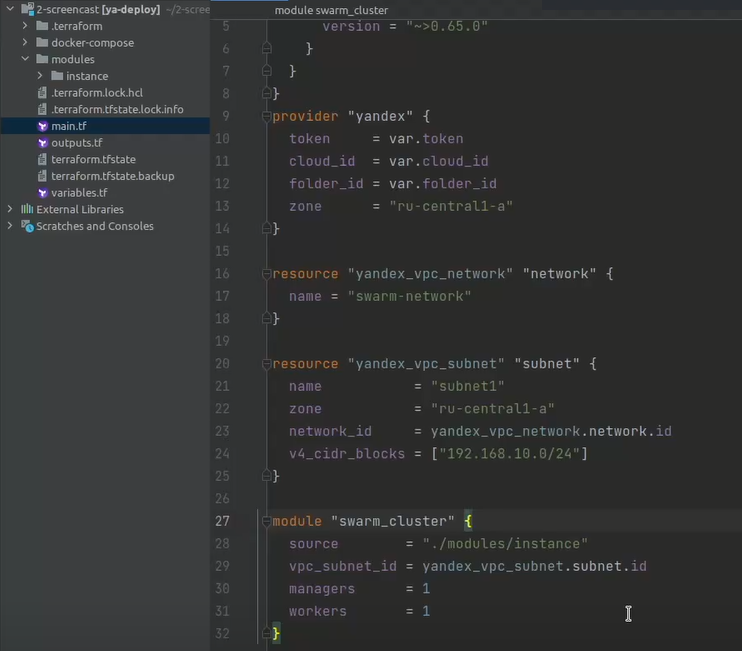 2-screencast [ya-deploy] ~/2-scree
.terraform
docker-compose
modules
instance
.terraform.lock.hcl
.terraform.tfstate.lock.info
main.tf
outputs.tf
terraform.tfstate
terraform.tfstate.backup
variables.tf
External Libraries
Scratches and Consoles
module swarm_cluster
5 version = "~>0.65.0"
6 }
7 }
8 }
9 provider "yandex" {
10 token = var.token
11 cloud_id = var.cloud_id
12 folder_id = var.folder_id
13 zone = "ru-central1-a"
14 }
15
16 resource "yandex_vpc_network" "network" {
17 name = "swarm-network"
18 }
19
20 resource "yandex_vpc_subnet" "subnet" {
21 name = "subnet1"
22 zone = "ru-central1-a"
23 network_id = yandex_vpc_network.network.id
24 v4_cidr_blocks = ["192.168.10.0/24"]
25 }
26
27 module "swarm_cluster" {
28 source = "./modules/instance"
29 vpc_subnet_id = yandex_vpc_subnet.subnet.id
30 managers = 1
31 workers = 1
32 }